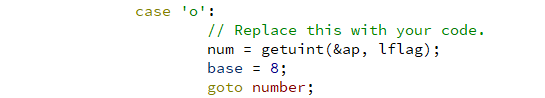 case 'o':
// Replace this with your code.
num = getuint(&ap, lflag);
base = 8;
goto number;